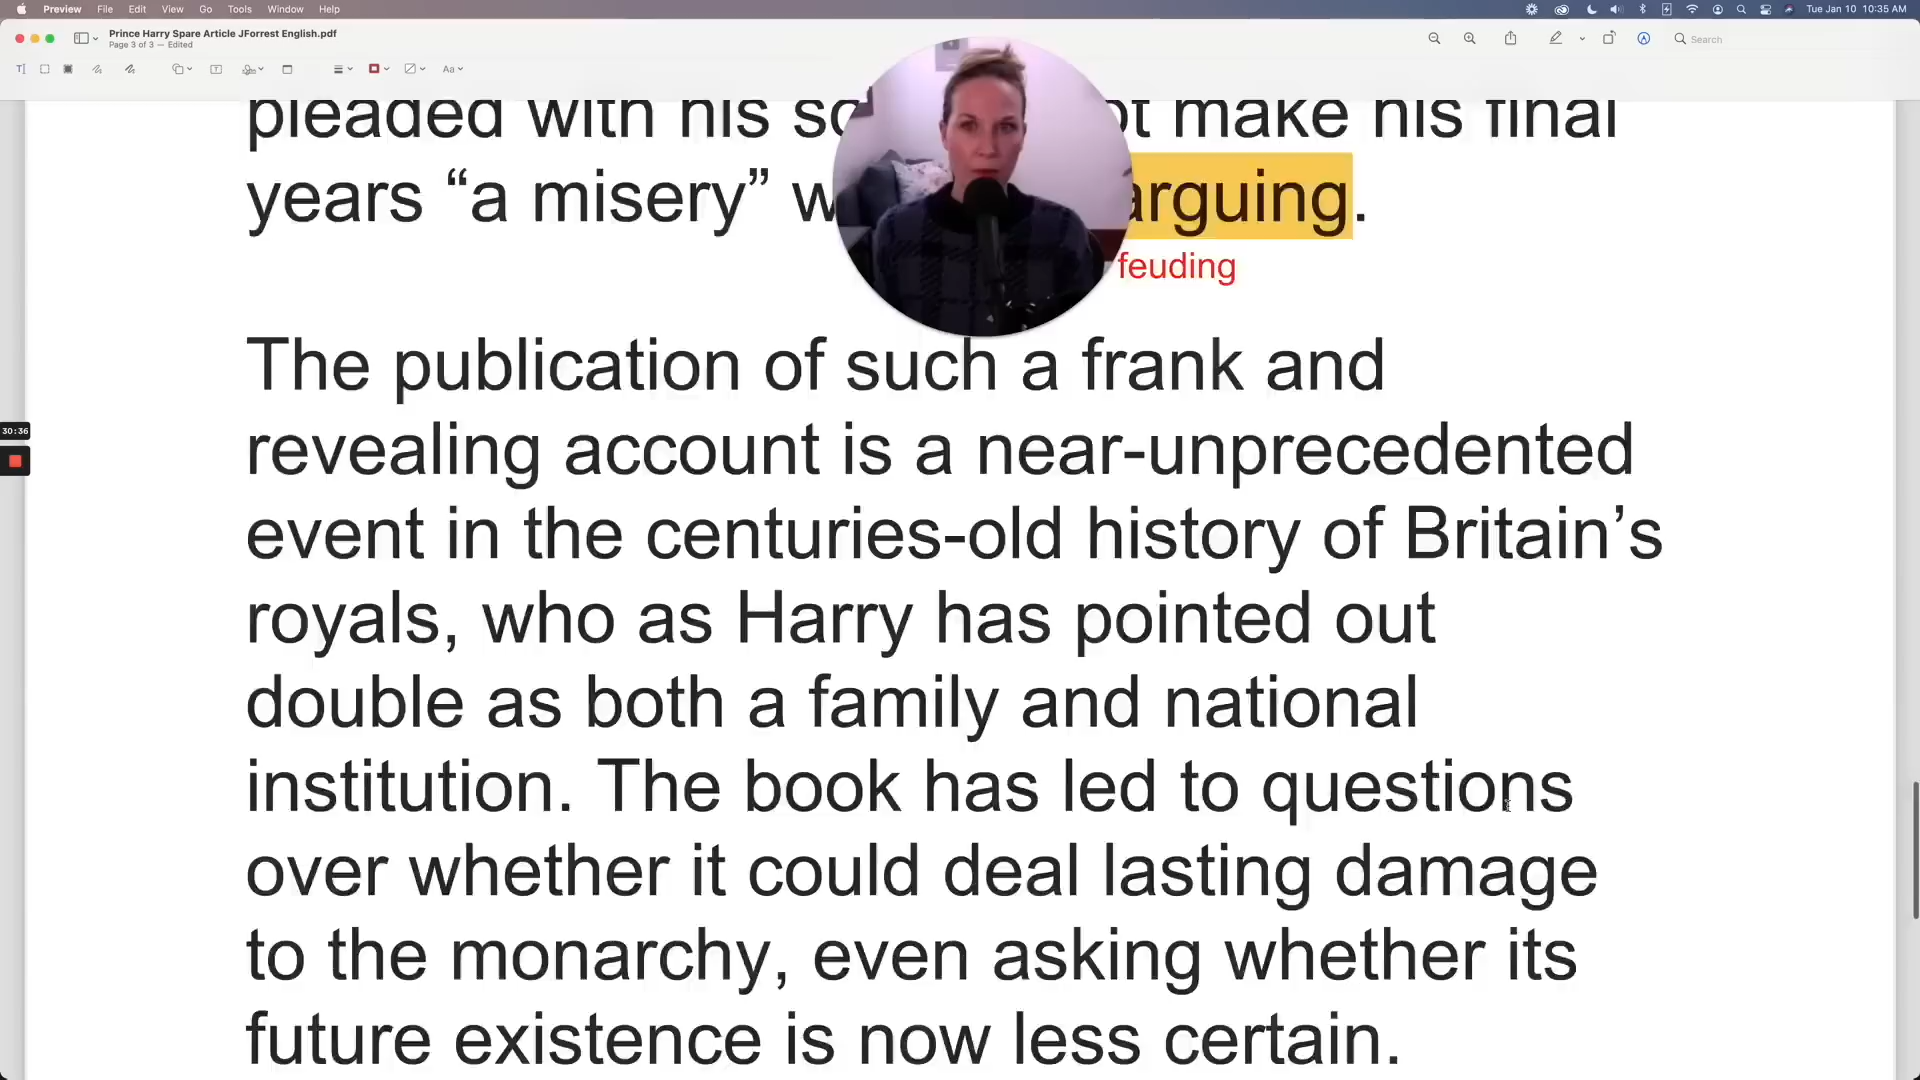 Preview File Edit View Go Tools Window Help
Tue Jan 10 10:35 AM
Prince Harry Spare Article JForrest English.pdf
Page 3 of 3 — Edited
Search
Aa
pleaded with his make his final
years “a misery” arguing.
feuding
30:36
The publication of such a frank and
revealing account is a near-unprecedented
event in the centuries-old history of Britain’s
royals, who as Harry has pointed out
double as both a family and national
institution. The book has led to questions
over whether it could deal lasting damage
to the monarchy, even asking whether its
future existence is now less certain.